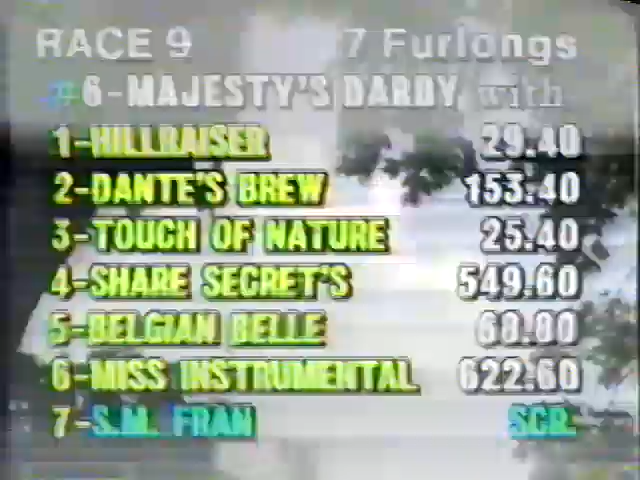 RACE 9 7 Furlongs
#6-MAJESTY'S DARBY, with
1-HILLRAISER 29.40
2-DANTE'S BREW 153.40
3-TOUCH OF NATURE 25.40
4-SHARE SECRET'S 549.60
5-BELGIAN BELLE 68.80
6-MISS INSTRUMENTAL 622.60
7-S.M. FRAN SCR.